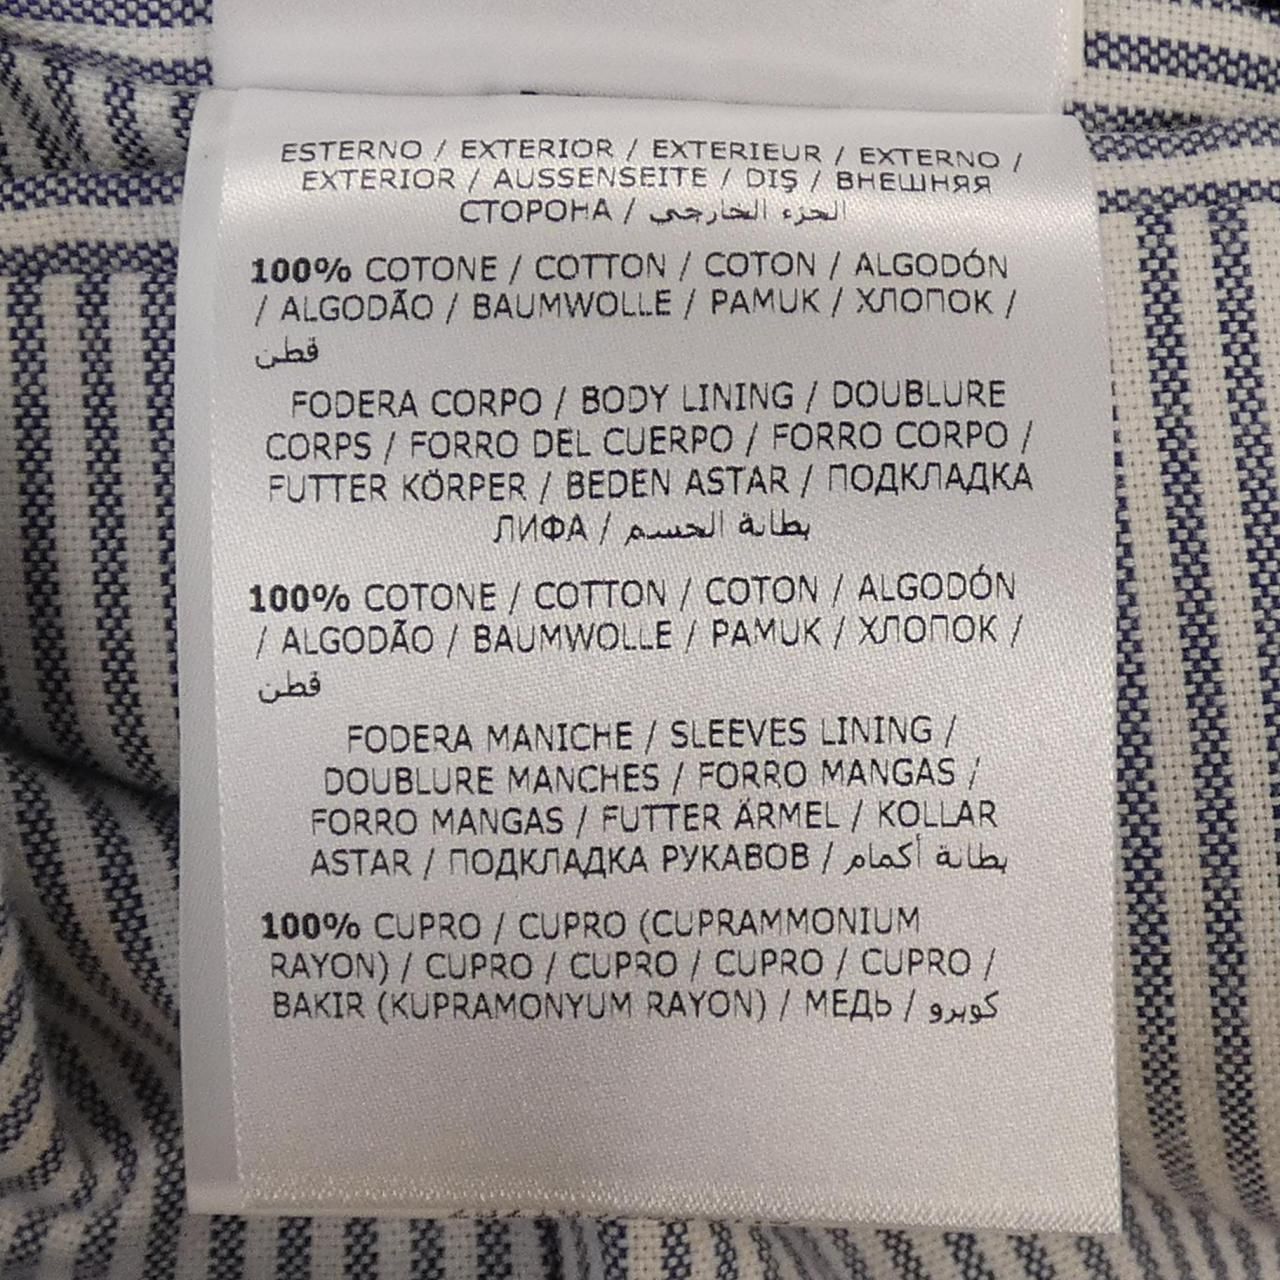 ESTERNO / EXTERIOR / EXTERIEUR / EXTERNO /
EXTERIOR / AUSSENSEITE / DIŞ / ВНЕШНЯЯ
СТОРОНА / الجزء الخارجي
100% COTONE / COTTON / COTON / ALGODÓN
/ ALGODÃO / BAUMWOLLE / PAMUK / ХЛОПОК /
قطن
FODERA CORPO / BODY LINING / DOUBLURE
CORPS / FORRO DEL CUERPO / FORRO CORPO /
FUTTER KÖRPER / BEDEN ASTAR / ПОДКЛАДКА
ЛИФА / بطانة الجسم
100% COTONE / COTTON / COTON / ALGODÓN
/ ALGODÃO / BAUMWOLLE / PAMUK / ХЛОПОК /
قطن
FODERA MANICHE / SLEEVES LINING /
DOUBLURE MANCHES / FORRO MANGAS /
FORRO MANGAS / FUTTER ÄRMEL / KOLLAR
ASTAR / ПОДКЛАДКА РУКАВОВ / بطانة أكمام
100% CUPRO / CUPRO (CUPRAMMONIUM
RAYON) / CUPRO / CUPRO / CUPRO / CUPRO /
BAKIR (KUPRAMONYUM RAYON) / МЕДЬ / كوبرو